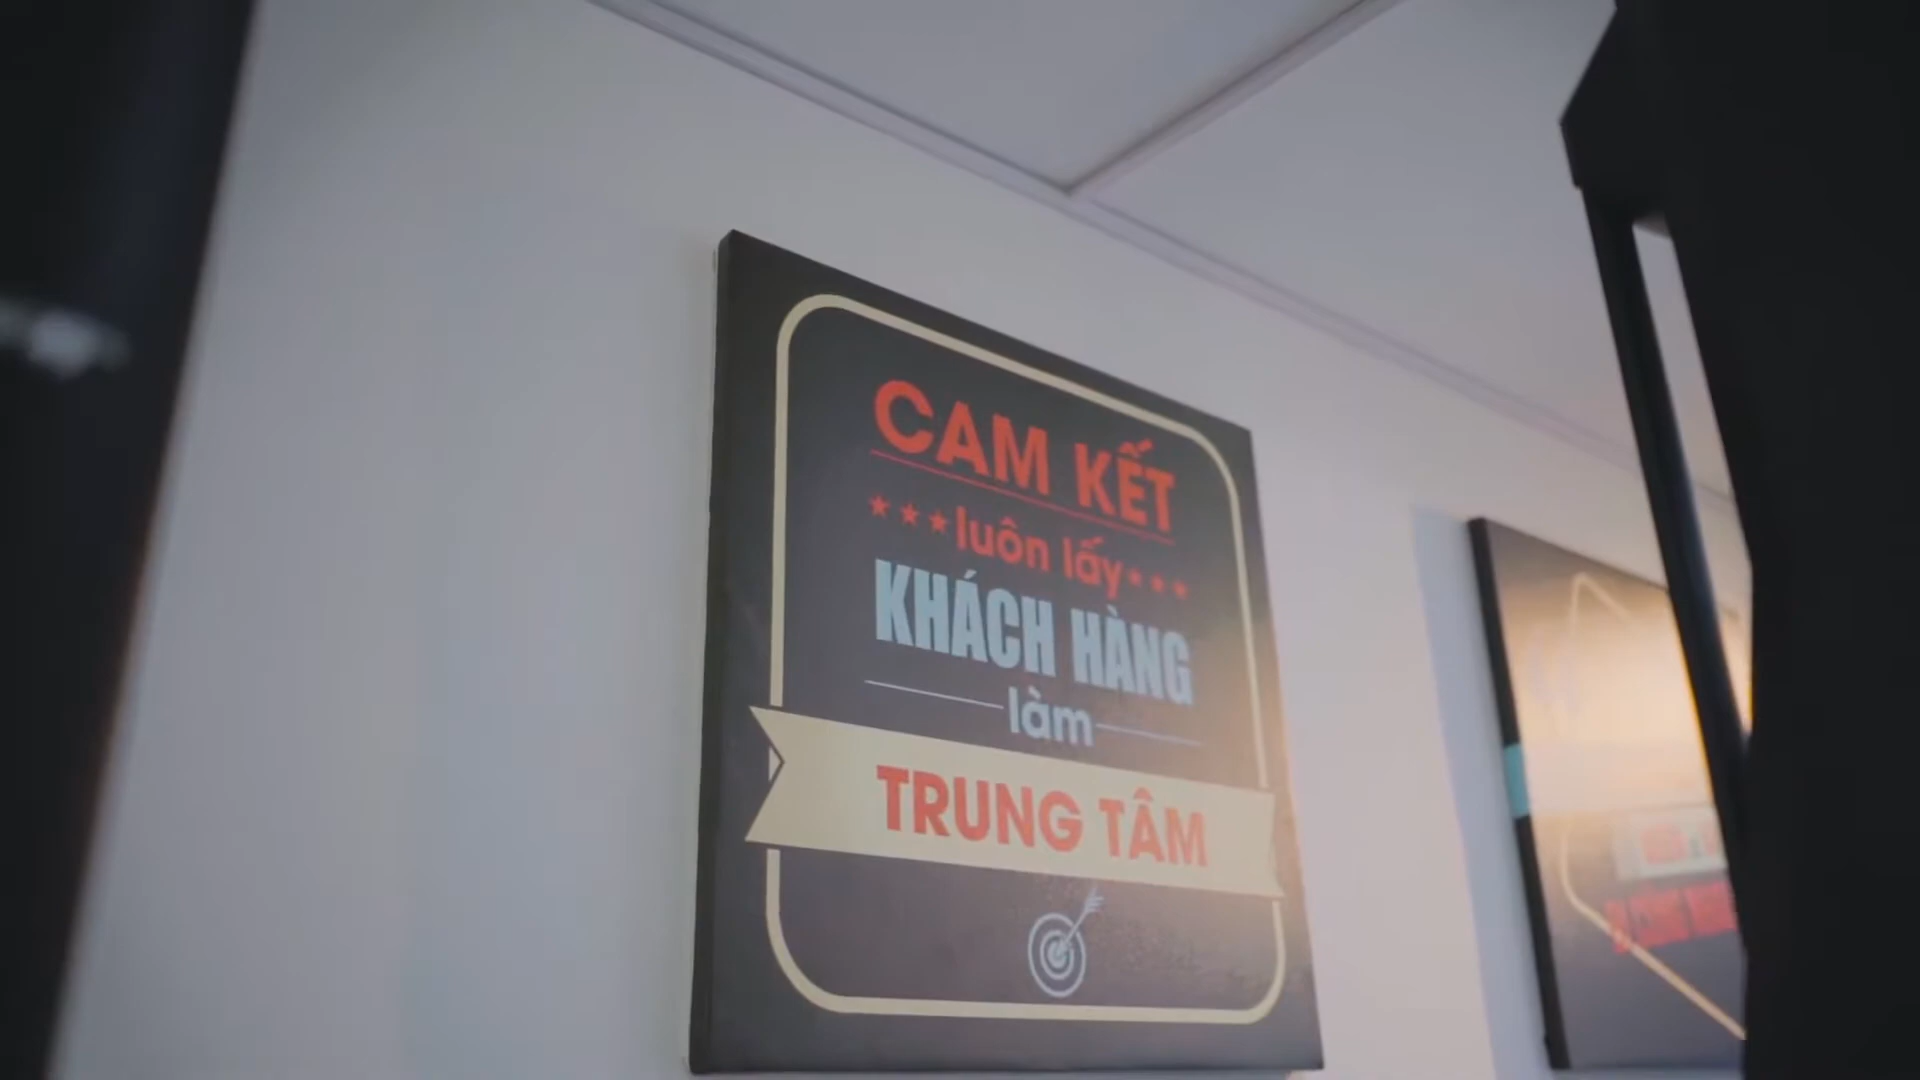 CAM KẾT
luôn lấy
KHÁCH HÀNG
làm
TRUNG TÂM